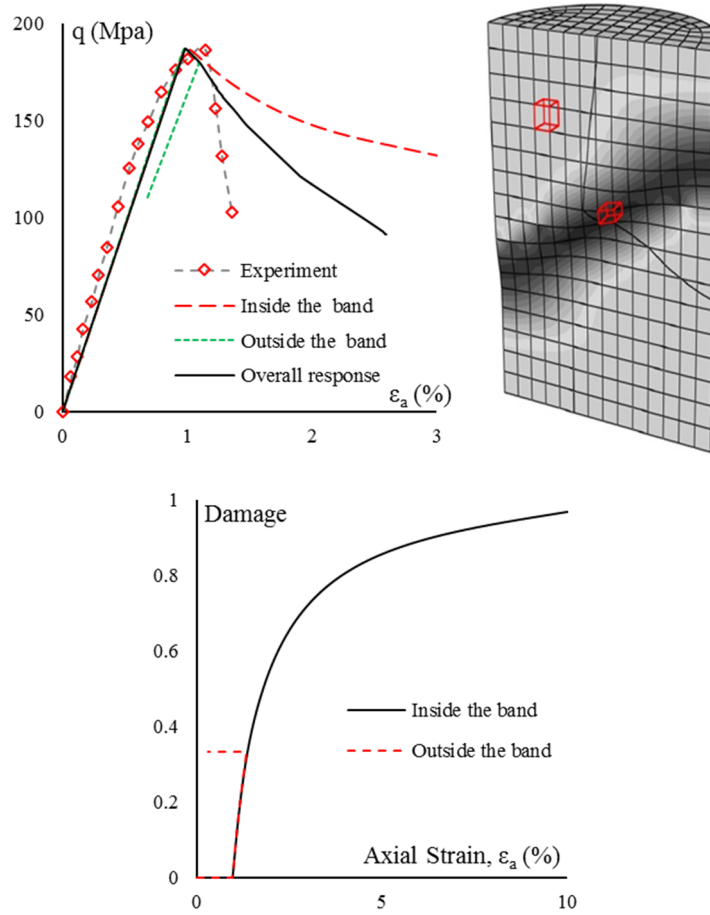 q (Mpa)
200
150
100
50
0
0
1
2
3
Experiment
Inside the band
Outside the band
Overall response
εa (%)
Damage
1
0.8
0.6
0.4
0.2
0
0
5
10
Inside the band
Outside the band
Axial Strain, εa (%)